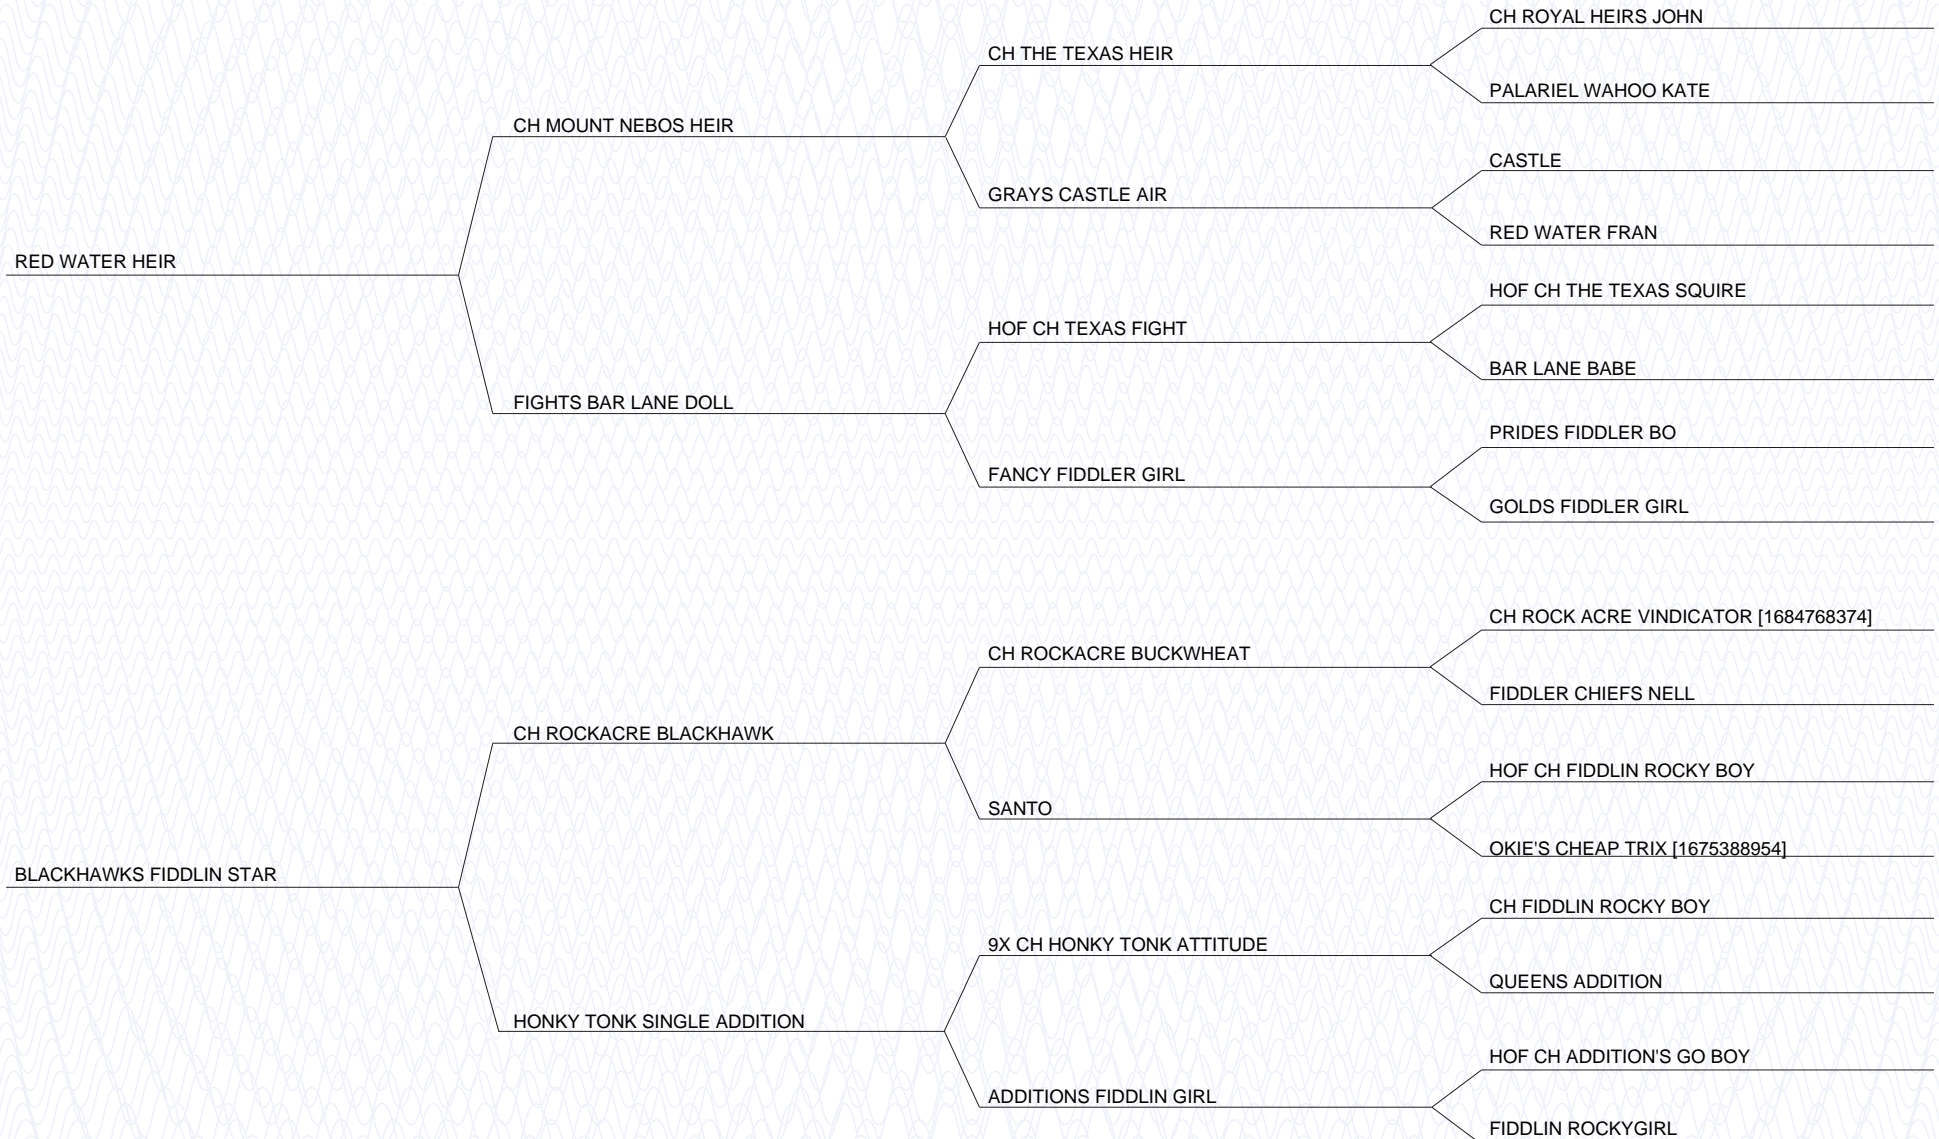 CH ROYAL HEIRS JOHN
CH THE TEXAS HEIR
PALARIEL WAHOO KATE
CH MOUNT NEBOS HEIR
CASTLE
GRAYS CASTLE AIR
RED WATER FRAN
RED WATER HEIR
HOF CH THE TEXAS SQUIRE
HOF CH TEXAS FIGHT
BAR LANE BABE
FIGHTS BAR LANE DOLL
PRIDES FIDDLER BO
FANCY FIDDLER GIRL
GOLDS FIDDLER GIRL
CH ROCK ACRE VINDICATOR [1684768374]
CH ROCKACRE BUCKWHEAT
FIDDLER CHIEFS NELL
CH ROCKACRE BLACKHAWK
HOF CH FIDDLIN ROCKY BOY
SANTO
OKIE'S CHEAP TRIX [1675388954]
BLACKHAWKS FIDDLIN STAR
CH FIDDLIN ROCKY BOY
9X CH HONKY TONK ATTITUDE
QUEENS ADDITION
HONKY TONK SINGLE ADDITION
HOF CH ADDITION'S GO BOY
ADDITIONS FIDDLIN GIRL
FIDDLIN ROCKYGIRL